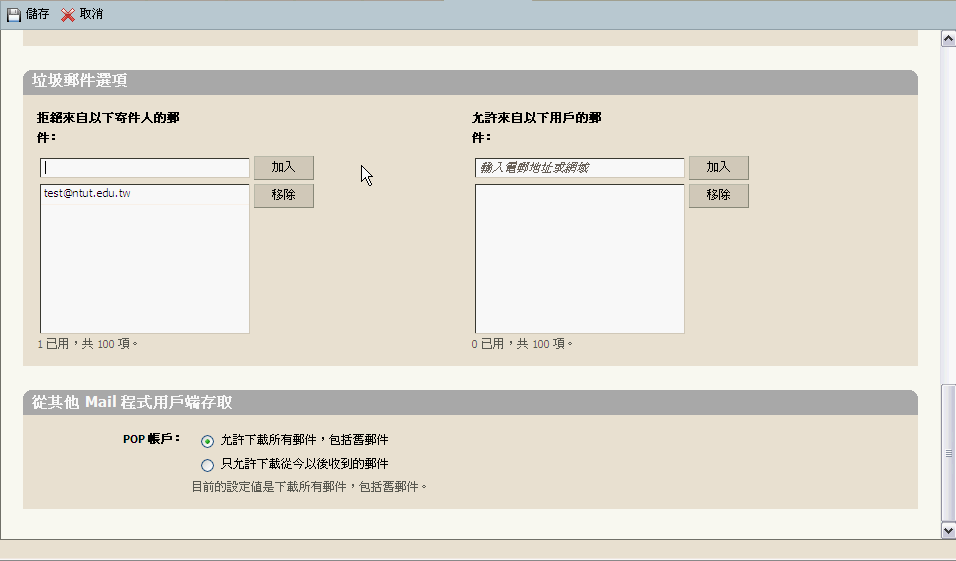 儲存 取消
垃圾郵件選項
拒絕來自以下寄件人的郵
件：
加入
test@ntut.edu.tw
移除
1 已用，共 100 項。
允許來自以下用戶的郵
件：
輸入電郵地址或網域
加入
移除
0 已用，共 100 項。
從其他 Mail 程式用戶端存取
POP 帳戶：
允許下載所有郵件，包括舊郵件
只允許下載從今以後收到的郵件
目前的設定值是下載所有郵件，包括舊郵件。